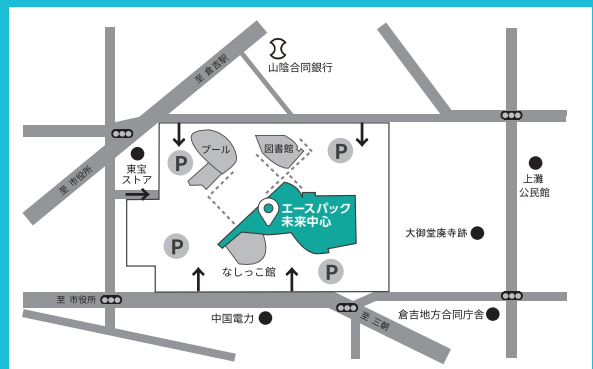 至 倉吉駅
山陰合同銀行
プール
図書館
P
P
東宝
ストア
至 市役所
上灘
公民館
エースパック
未来中心
大御堂廃寺跡
P
なしっこ館
P
至 市役所
中国電力
至 三朝
倉吉地方合同庁舎